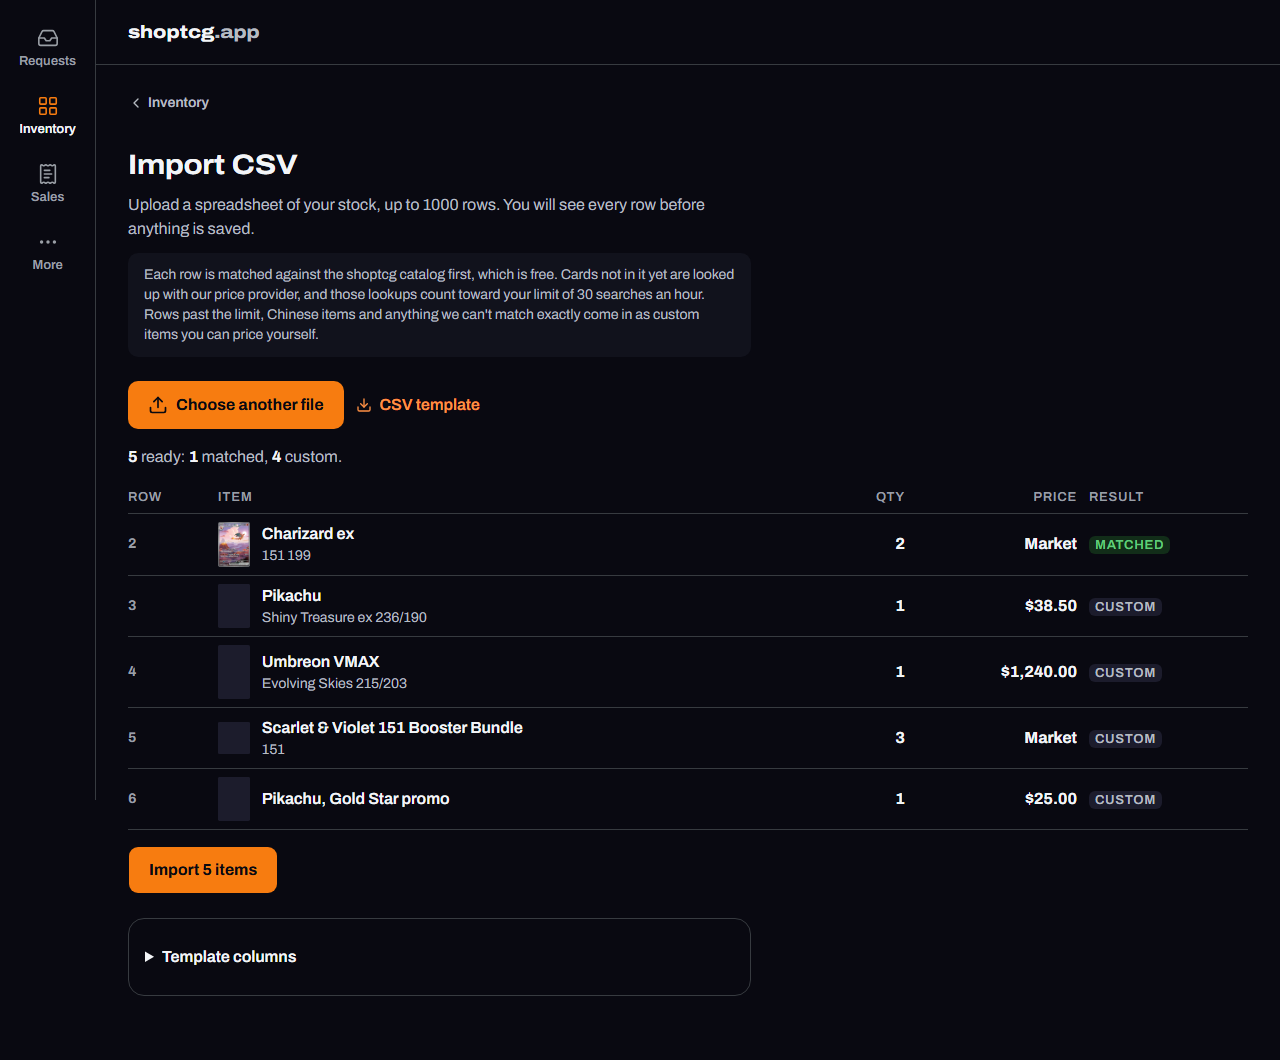 Requests
Inventory
Sales
More
shoptcg.app
Inventory
Import CSV
Upload a spreadsheet of your stock, up to 1000 rows. You will see every row before
anything is saved.
Each row is matched against the shoptcg catalog first, which is free. Cards not in it yet are looked
up with our price provider, and those lookups count toward your limit of 30 searches an hour.
Rows past the limit, Chinese items and anything we can't match exactly come in as custom
items you can price yourself.
Choose another file CSV template
5 ready: 1 matched, 4 custom.
ROW ITEM QTY PRICE RESULT
2 Charizard ex 2 Market MATCHED
151 199
3 Pikachu 1 $38.50 CUSTOM
Shiny Treasure ex 236/190
4 Umbreon VMAX 1 $1,240.00 CUSTOM
Evolving Skies 215/203
5 Scarlet & Violet 151 Booster Bundle 3 Market CUSTOM
151
6 Pikachu, Gold Star promo 1 $25.00 CUSTOM
Import 5 items
Template columns